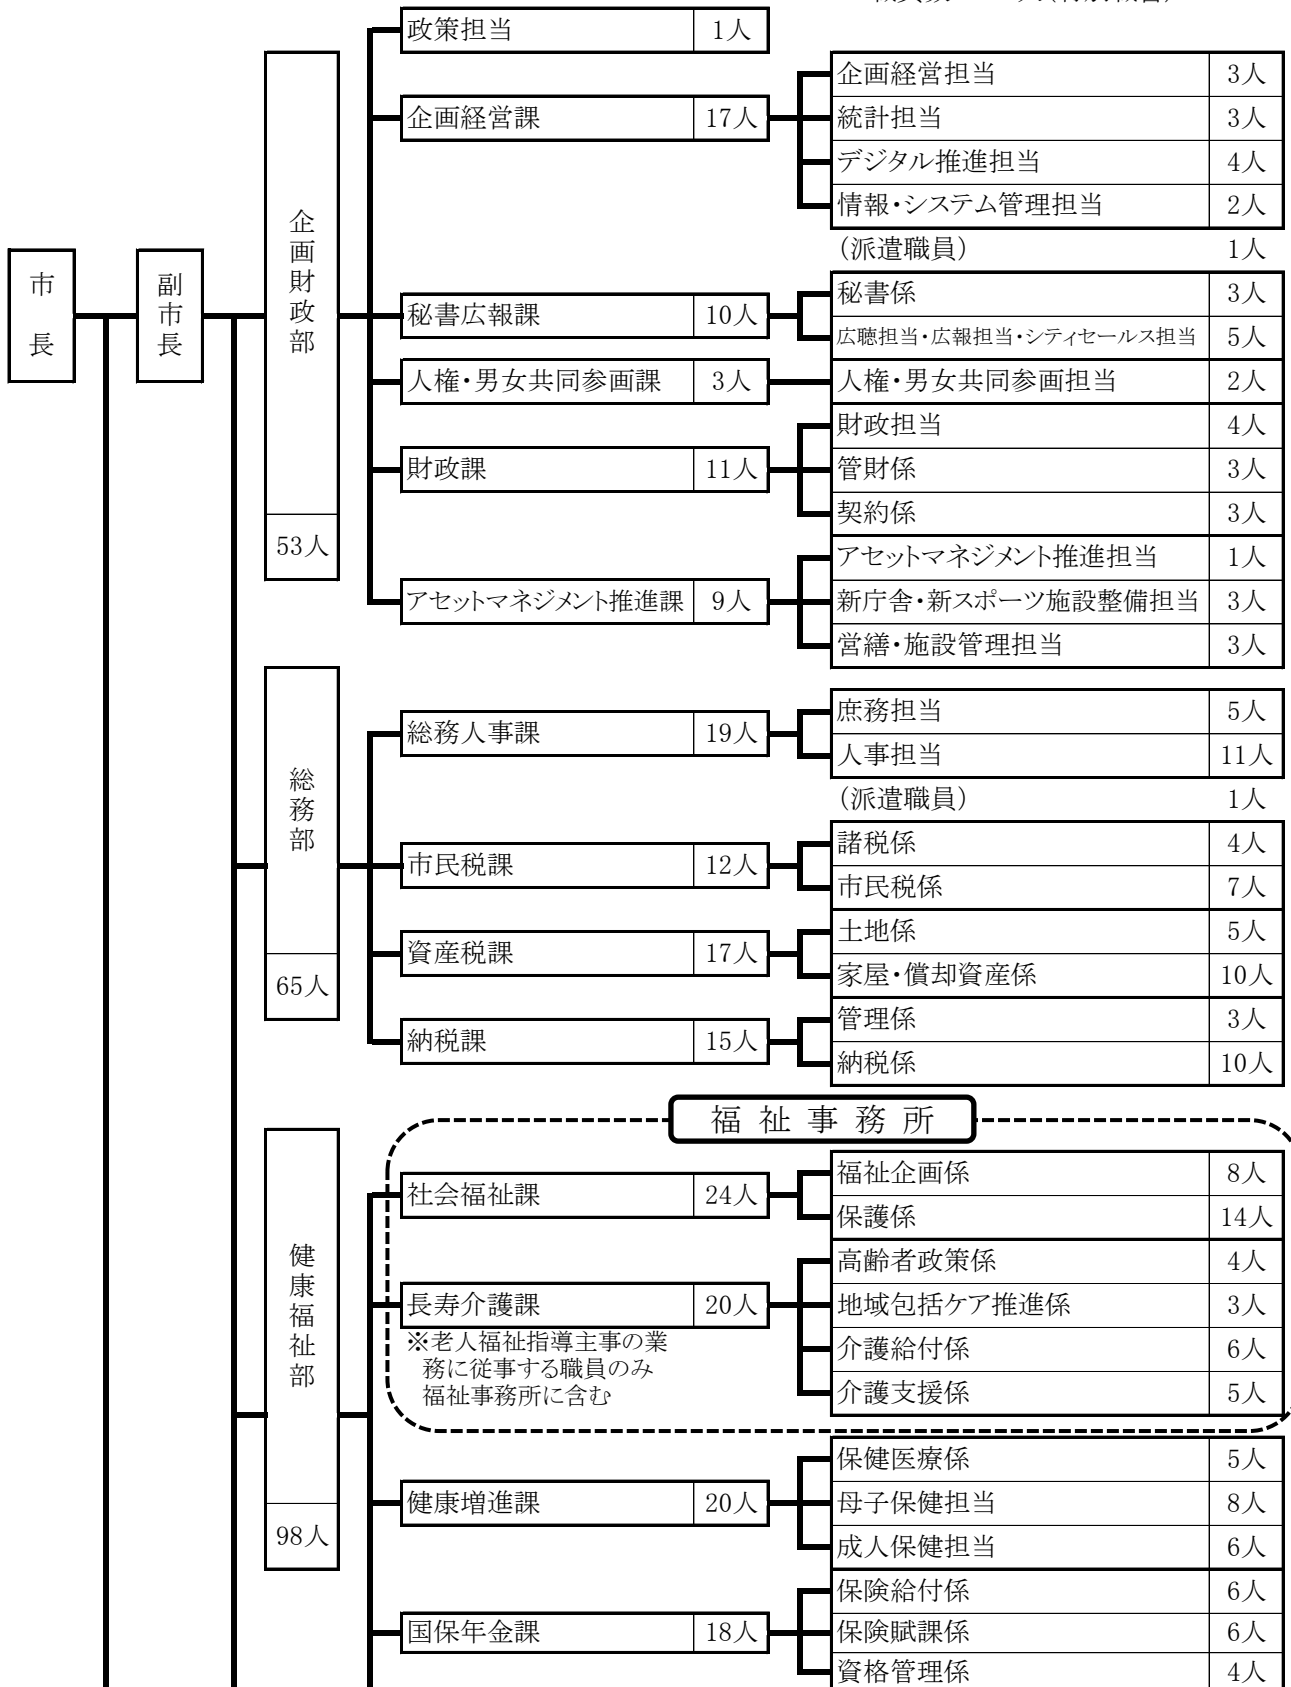 政策担当 1人
企画経営担当 3人
企画経営課 17人
統計担当 3人
デジタル推進担当 4人
情報・システム管理担当 2人
(派遣職員) 1人
市長
副市長
企画財政部
53人
秘書広報課 10人
秘書係 3人
広聴担当・広報担当・シティセールス担当 5人
人権・男女共同参画課 3人
人権・男女共同参画担当 2人
財政課 11人
財政担当 4人
管財係 3人
契約係 3人
アセットマネジメント推進課 9人
アセットマネジメント推進担当 1人
新庁舎・新スポーツ施設整備担当 3人
営繕・施設管理担当 3人
総務部
65人
総務人事課 19人
庶務担当 5人
人事担当 11人
(派遣職員) 1人
市民税課 12人
諸税係 4人
市民税係 7人
資産税課 17人
土地係 5人
家屋・償却資産係 10人
納税課 15人
管理係 3人
納税係 10人
福祉事務所
健康福祉部
98人
社会福祉課 24人
福祉企画係 8人
保護係 14人
長寿介護課 20人
※老人福祉指導主事の業
務に従事する職員のみ
福祉事務所に含む
高齢者政策係 4人
地域包括ケア推進係 3人
介護給付係 6人
介護支援係 5人
健康増進課 20人
保健医療係 5人
母子保健担当 8人
成人保健担当 6人
国保年金課 18人
保険給付係 6人
保険賦課係 6人
資格管理係 4人